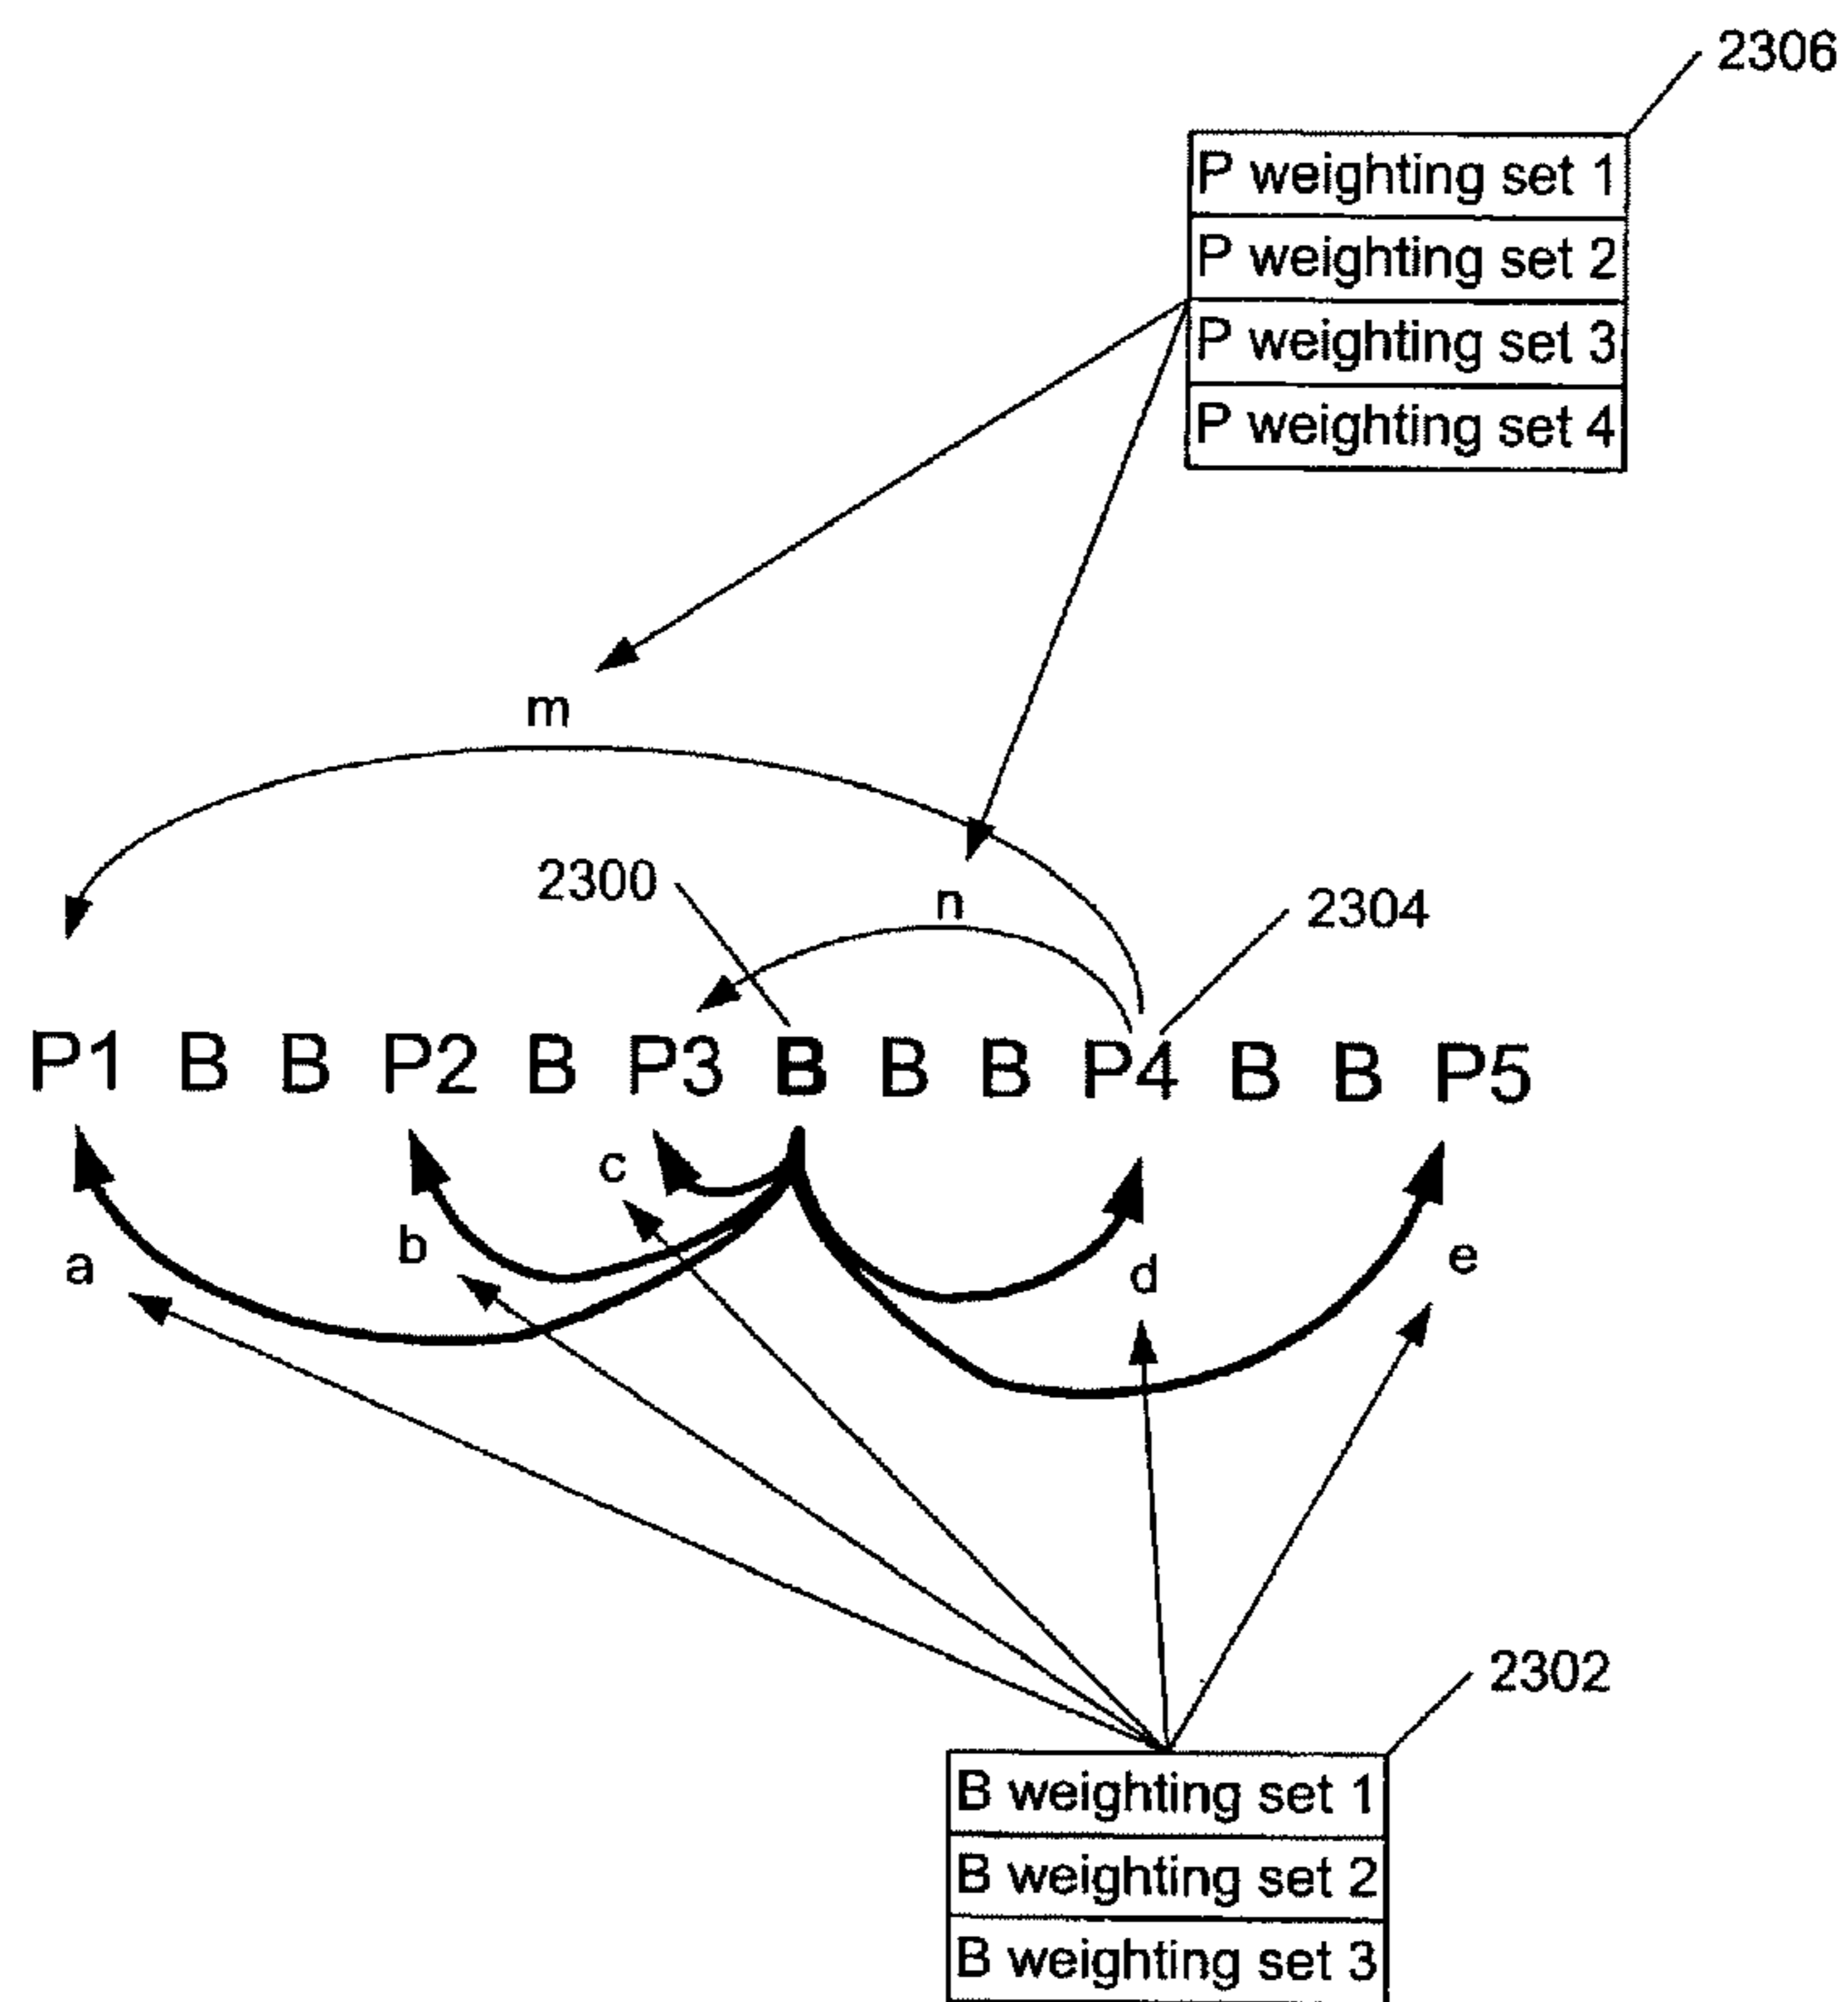 2306
P weighting set 1
P weighting set 2
P weighting set 3
P weighting set 4
m
2300
n
2304
P1 B B P2 B P3 B B B P4 B B P5
c
b
a
d
e
2302
B weighting set 1
B weighting set 2
B weighting set 3